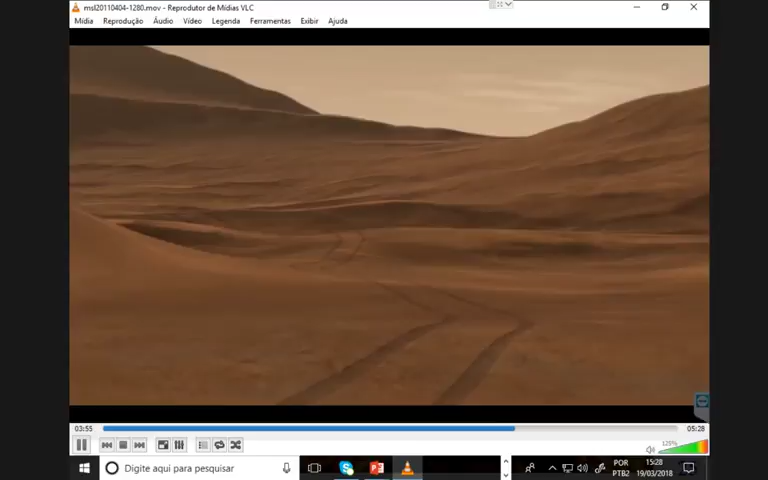 msl20110404-1280.mov - Reprodutor de Mídias VLC
Mídia Reprodução Áudio Vídeo Legenda Ferramentas Exibir Ajuda
03:55 05:28
125%
Digite aqui para pesquisar
POR 15:28
PTB2 19/03/2018